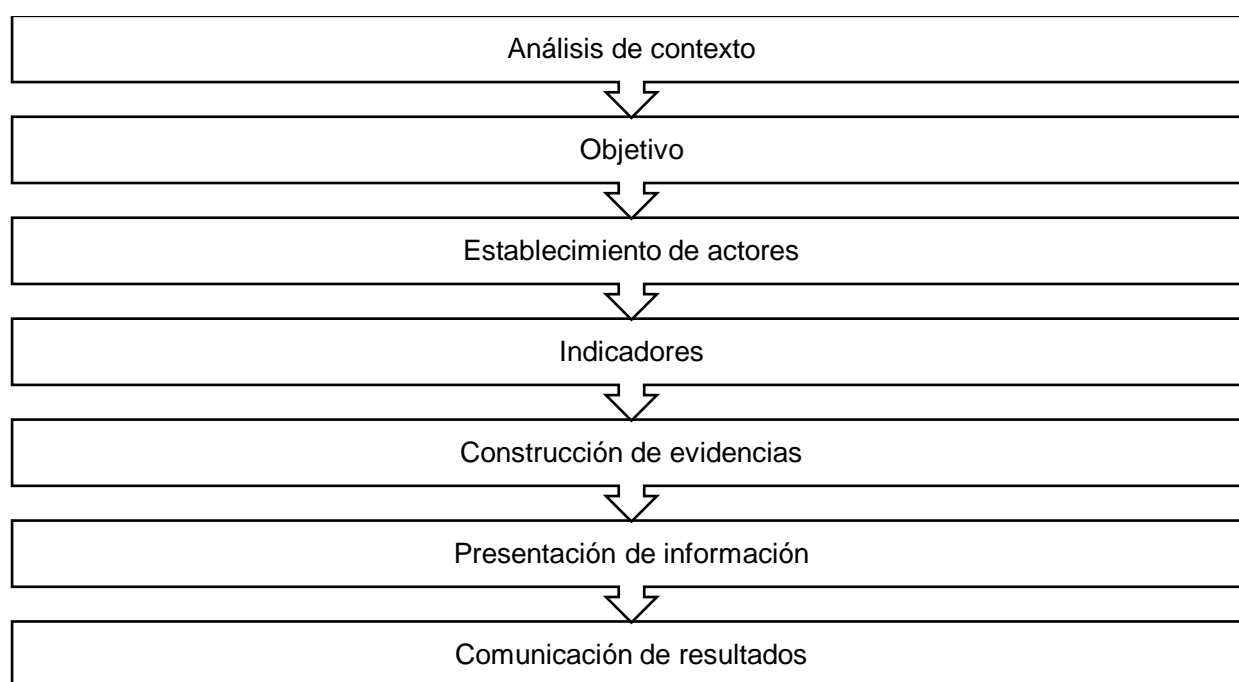 Análisis de contexto
Objetivo
Establecimiento de actores
Indicadores
Construcción de evidencias
Presentación de información
Comunicación de resultados